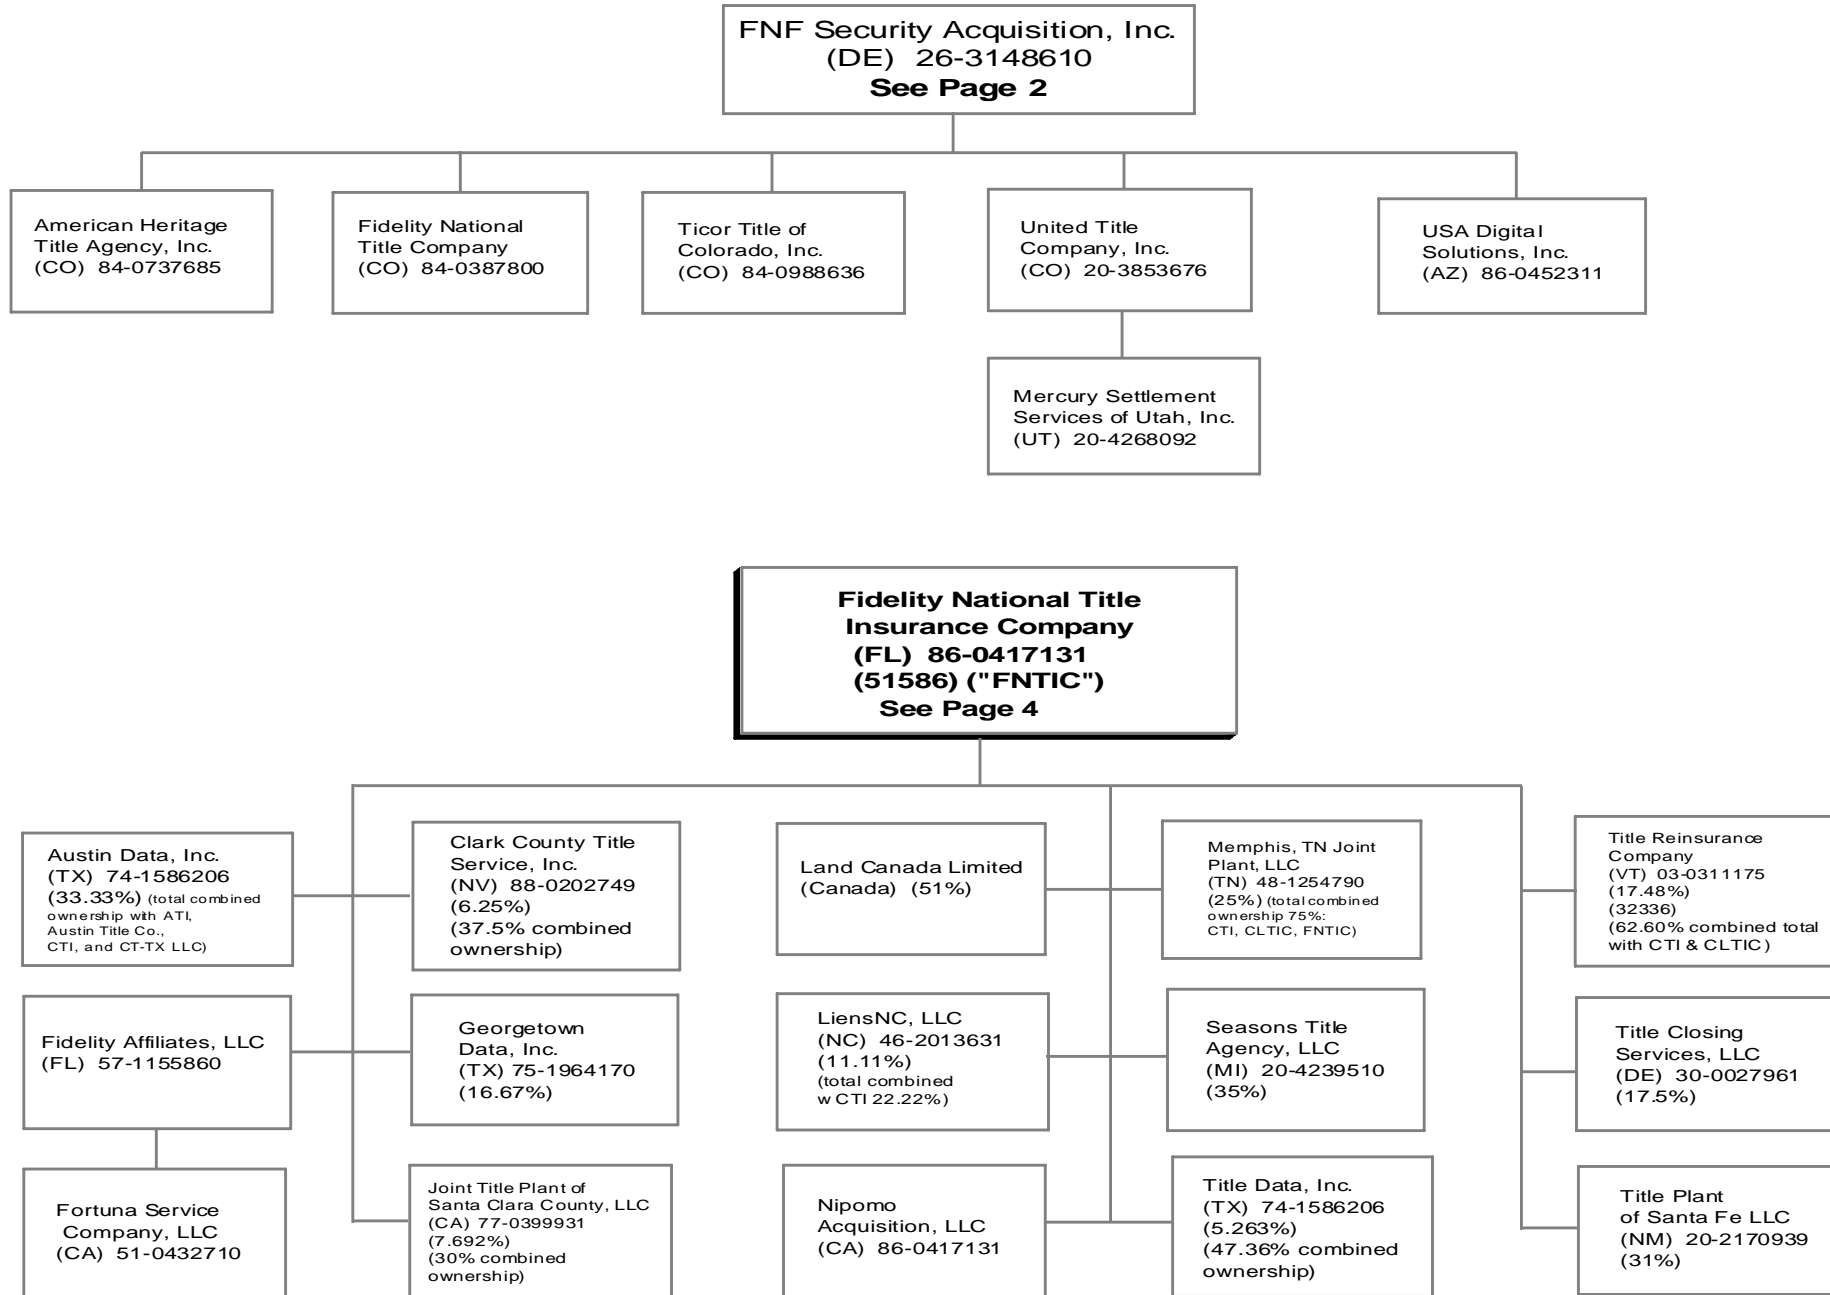 FNF Security Acquisition, Inc.
(DE) 26-3148610
See Page 2
American Heritage
Title Agency, Inc.
(CO) 84-0737685
Fidelity National
Title Company
(CO) 84-0387800
Ticor Title of
Colorado, Inc.
(CO) 84-0988636
United Title
Company, Inc.
(CO) 20-3853676
USA Digital
Solutions, Inc.
(AZ) 86-0452311
Mercury Settlement
Services of Utah, Inc.
(UT) 20-4268092
Fidelity National Title
Insurance Company
(FL) 86-0417131
(51586) ("FNTIC")
See Page 4
Austin Data, Inc.
(TX) 74-1586206
(33.33%) (total combined
ownership with ATI,
Austin Title Co.,
CTI, and CT-TX LLC)
Clark County Title
Service, Inc.
(NV) 88-0202749
(6.25%)
(37.5% combined
ownership)
Land Canada Limited
(Canada) (51%)
Memphis, TN Joint
Plant, LLC
(TN) 48-1254790
(25%) (total combined
ownership 75%:
CTI, CLTIC, FNTIC)
Title Reinsurance
Company
(VT) 03-0311175
(17.48%)
(32336)
(62.60% combined total
with CTI & CLTIC)
Fidelity Affiliates, LLC
(FL) 57-1155860
Georgetown
Data, Inc.
(TX) 75-1964170
(16.67%)
LiensNC, LLC
(NC) 46-2013631
(11.11%)
(total combined
w CTI 22.22%)
Seasons Title
Agency, LLC
(MI) 20-4239510
(35%)
Title Closing
Services, LLC
(DE) 30-0027961
(17.5%)
Fortuna Service
Company, LLC
(CA) 51-0432710
Joint Title Plant of
Santa Clara County, LLC
(CA) 77-0399931
(7.692%)
(30% combined
ownership)
Nipomo
Acquisition, LLC
(CA) 86-0417131
Title Data, Inc.
(TX) 74-1586206
(5.263%)
(47.36% combined
ownership)
Title Plant
of Santa Fe LLC
(NM) 20-2170939
(31%)